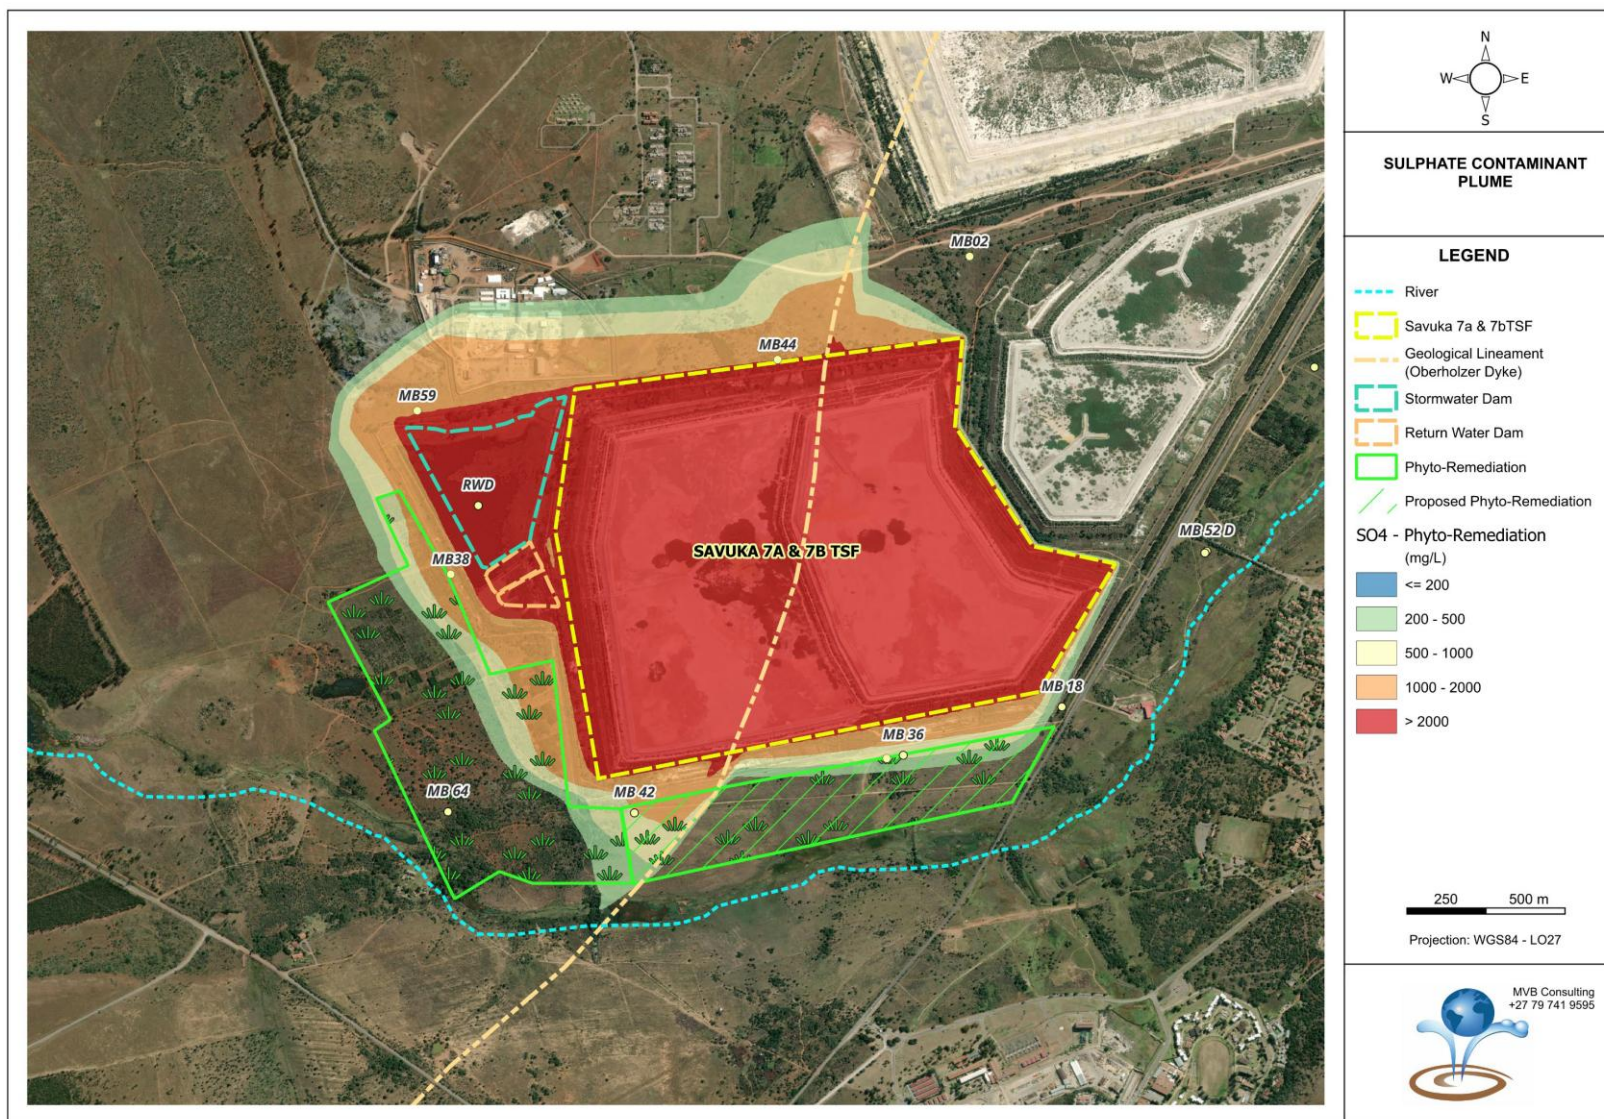 N
W
E
S
SULPHATE CONTAMINANT
PLUME
LEGEND
River
Savuka 7a & 7bTSF
Geological Lineament
(Oberholzer Dyke)
Stormwater Dam
Return Water Dam
Phyto-Remediation
Proposed Phyto-Remediation
SO4 - Phyto-Remediation
(mg/L)
<= 200
200 - 500
500 - 1000
1000 - 2000
> 2000
250 500 m
Projection: WGS84 - LO27
MVB Consulting
+27 79 741 9595
MB02
MB44
MB59
RWD
MB 52 D
SAVUKA 7A & 7B TSF
MB38
MB 18
MB 36
MB 64
MB 42